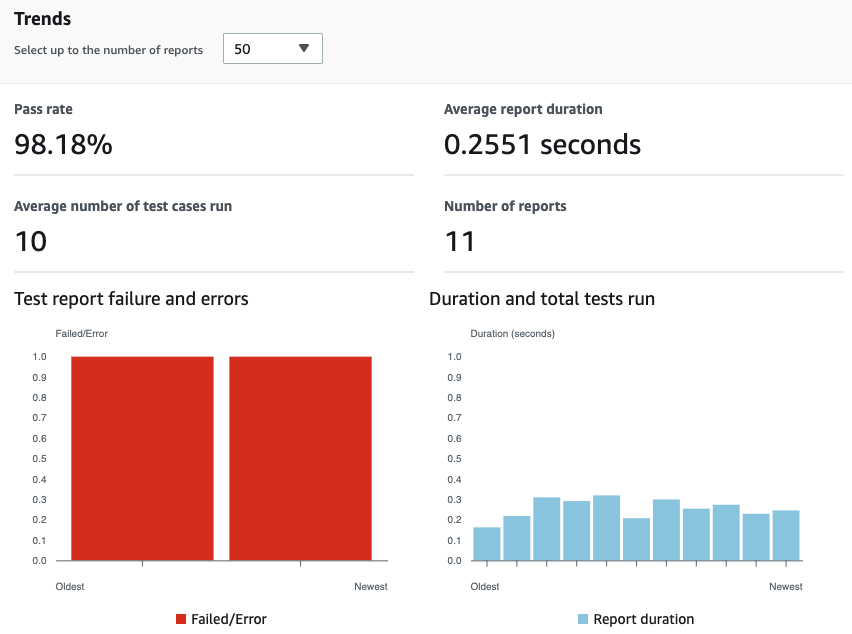 Trends
Select up to the number of reports 50
Pass rate
98.18%
Average report duration
0.2551 seconds
Average number of test cases run
10
Number of reports
11
Test report failure and errors
Failed/Error
1.0
0.9
0.8
0.7
0.6
0.5
0.4
0.3
0.2
0.1
0.0
Oldest Newest
Failed/Error
Duration and total tests run
Duration (seconds)
1.0
0.9
0.8
0.7
0.6
0.5
0.4
0.3
0.2
0.1
0.0
Oldest Newest
Report duration